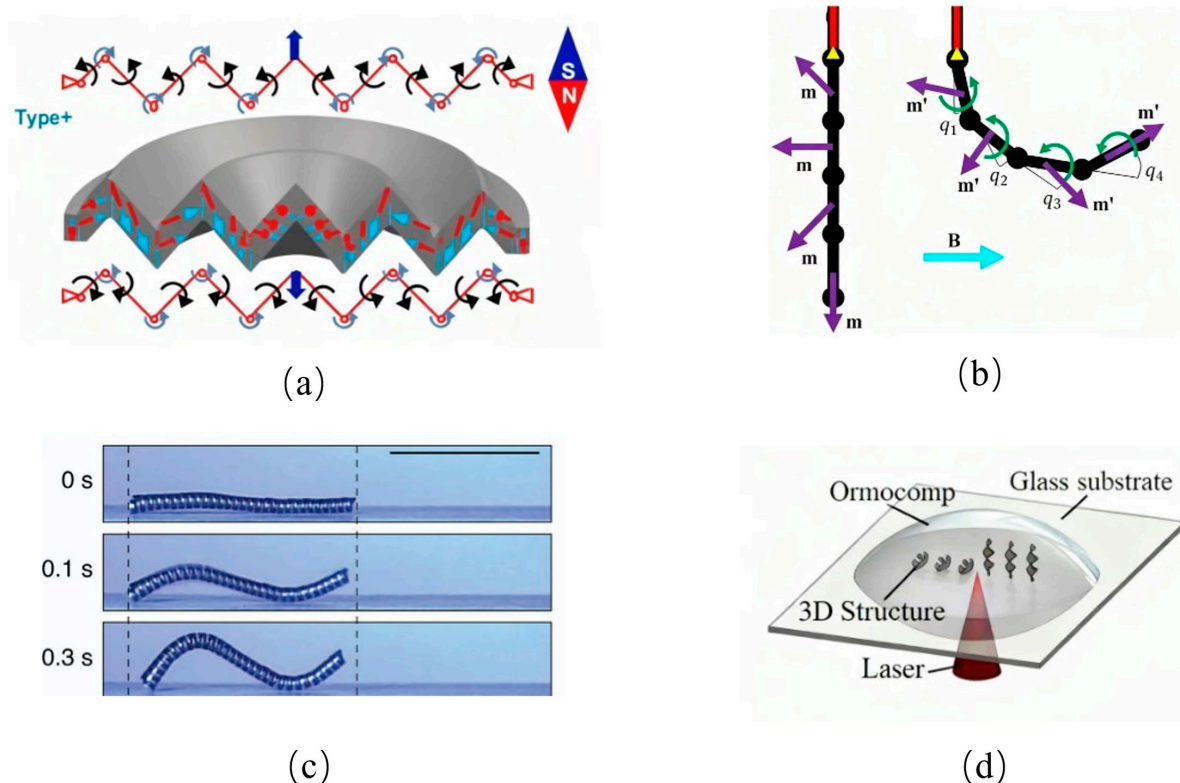 S
N
Type+
(a)
m
m
m
m
m'
q1
m'
q2
q3
m'
m'
q4
B
(b)
0 s
0.1 s
0.3 s
(c)
Ormocomp
Glass substrate
3D Structure
Laser
(d)